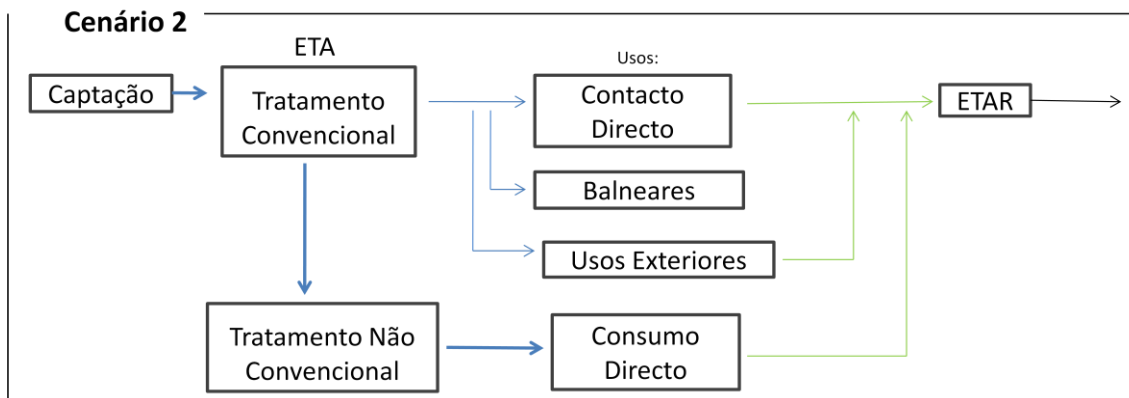 Cenário 2
ETA
Usos:
Captação
Tratamento
Convencional
Contacto
Directo
ETAR
Balneares
Usos Exteriores
Tratamento Não
Convencional
Consumo
Directo